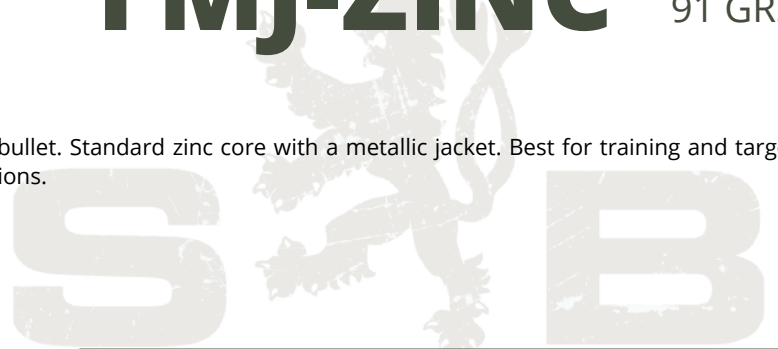 FMJ-ZINC 91 GR
bullet. Standard zinc core with a metallic jacket. Best for training and targ
ions.
S B